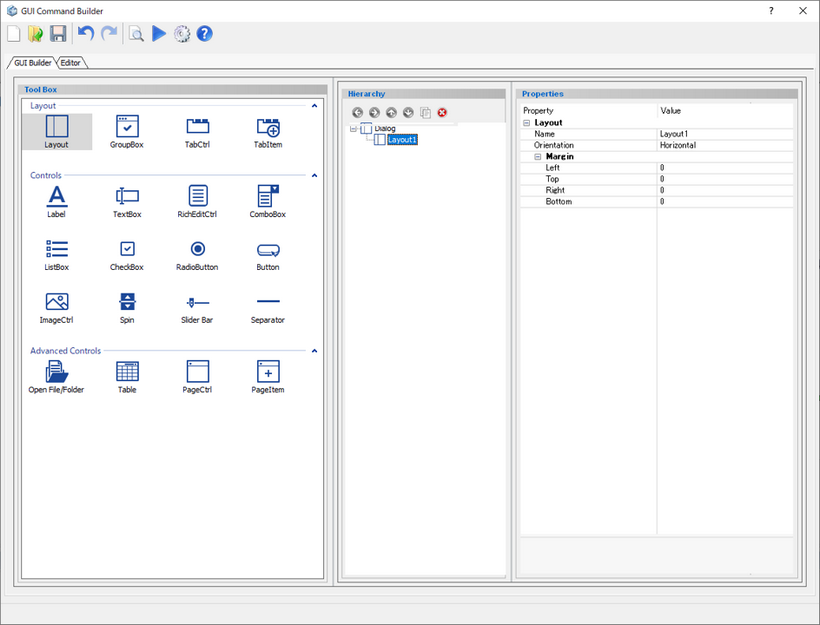 GUI Command Builder
GUI Builder
Editor
Tool Box
Layout
Layout
GroupBox
TabCtrl
TabItem
Controls
Label
TextBox
RichEditCtrl
ComboBox
ListBox
CheckBox
RadioButton
Button
ImageCtrl
Spin
Slider Bar
Separator
Advanced Controls
Open File/Folder
Table
PageCtrl
PageItem
Hierarchy
Dialog
Layout1
Properties
Property Value
Layout
Name Layout1
Orientation Horizontal
Margin
Left 0
Top 0
Right 0
Bottom 0